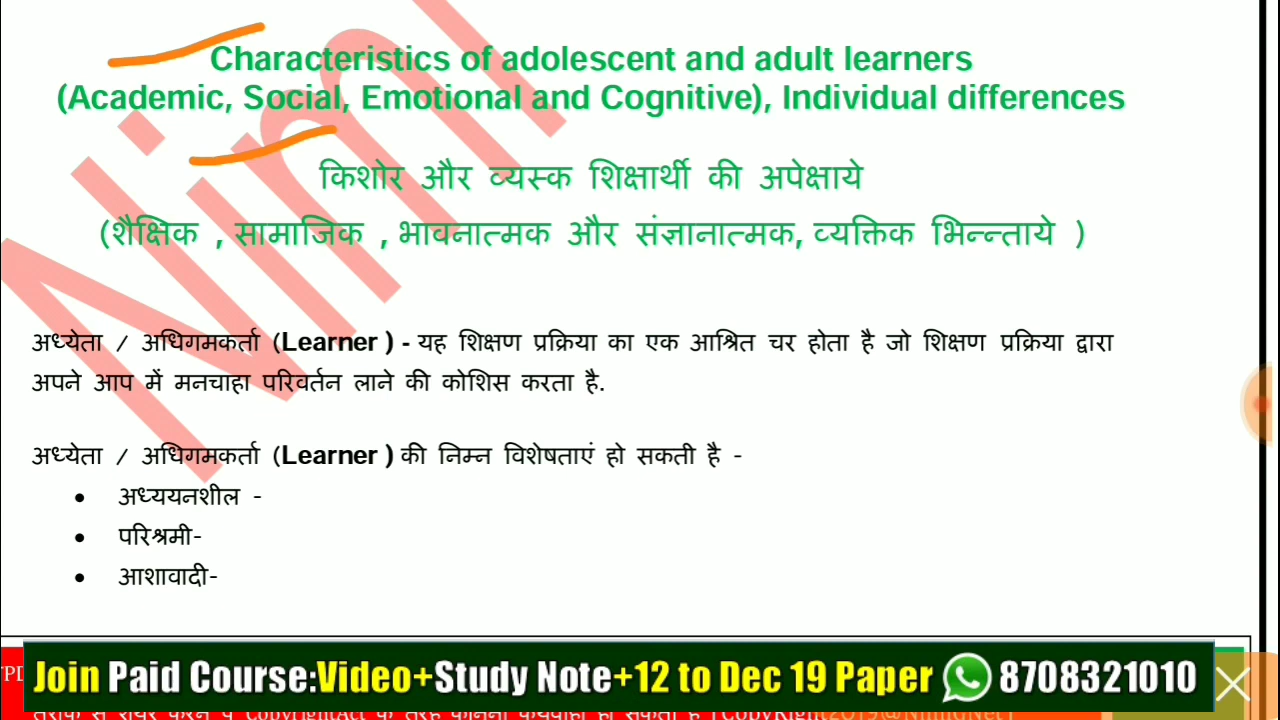 Characteristics of adolescent and adult learners
(Academic, Social, Emotional and Cognitive), Individual differences
किशोर और व्यस्क शिक्षार्थी की अपेक्षाये
(शैक्षिक , सामाजिक , भावनात्मक और संज्ञानात्मक, व्यक्तिक भिन्न्ताये )
अध्येता / अधिगमकर्ता (Learner ) - यह शिक्षण प्रक्रिया का एक आश्रित चर होता है जो शिक्षण प्रक्रिया द्वारा
अपने आप में मनचाहा परिवर्तन लाने की कोशिस करता है.
अध्येता / अधिगमकर्ता (Learner ) की निम्न विशेषताएं हो सकती है -
• अध्ययनशील -
• परिश्रमी-
• आशावादी-
Join Paid Course:Video+Study Note+12 to Dec 19 Paper 8708321010